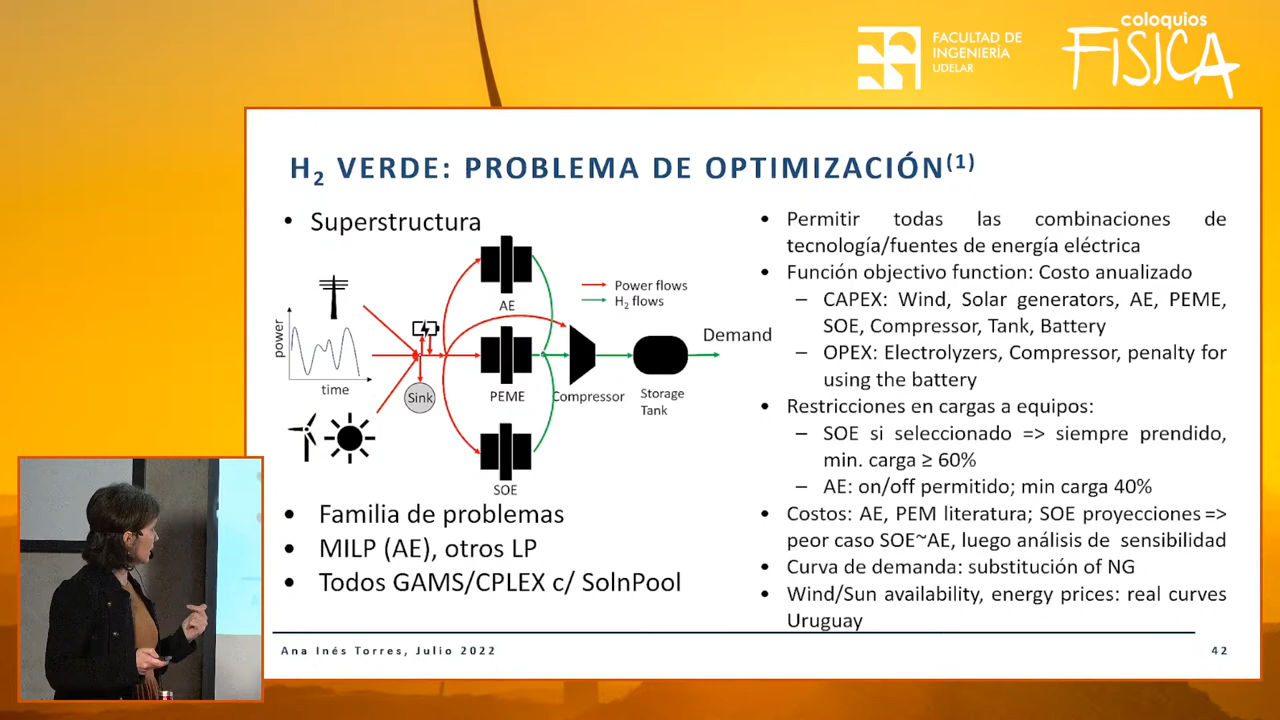 FACULTAD DE
INGENIERÍA
UDELAR
coloquios
FISICA
H2 VERDE: PROBLEMA DE OPTIMIZACIÓN(1)
• Superstructura
power
time
Sink
AE
PEME
SOE
Power flows
H2 flows
Compressor
Storage
Tank
Demand
• Familia de problemas
• MILP (AE), otros LP
• Todos GAMS/CPLEX c/ SolnPool
• Permitir todas las combinaciones de
tecnología/fuentes de energía eléctrica
• Función objectivo function: Costo anualizado
– CAPEX: Wind, Solar generators, AE, PEME,
SOE, Compressor, Tank, Battery
– OPEX: Electrolyzers, Compressor, penalty for
using the battery
• Restricciones en cargas a equipos:
– SOE si seleccionado => siempre prendido,
min. carga ≥ 60%
– AE: on/off permitido; min carga 40%
• Costos: AE, PEM literatura; SOE proyecciones =>
peor caso SOE~AE, luego análisis de sensibilidad
• Curva de demanda: substitución of NG
• Wind/Sun availability, energy prices: real curves
Uruguay
Ana Inés Torres, Julio 2022
42